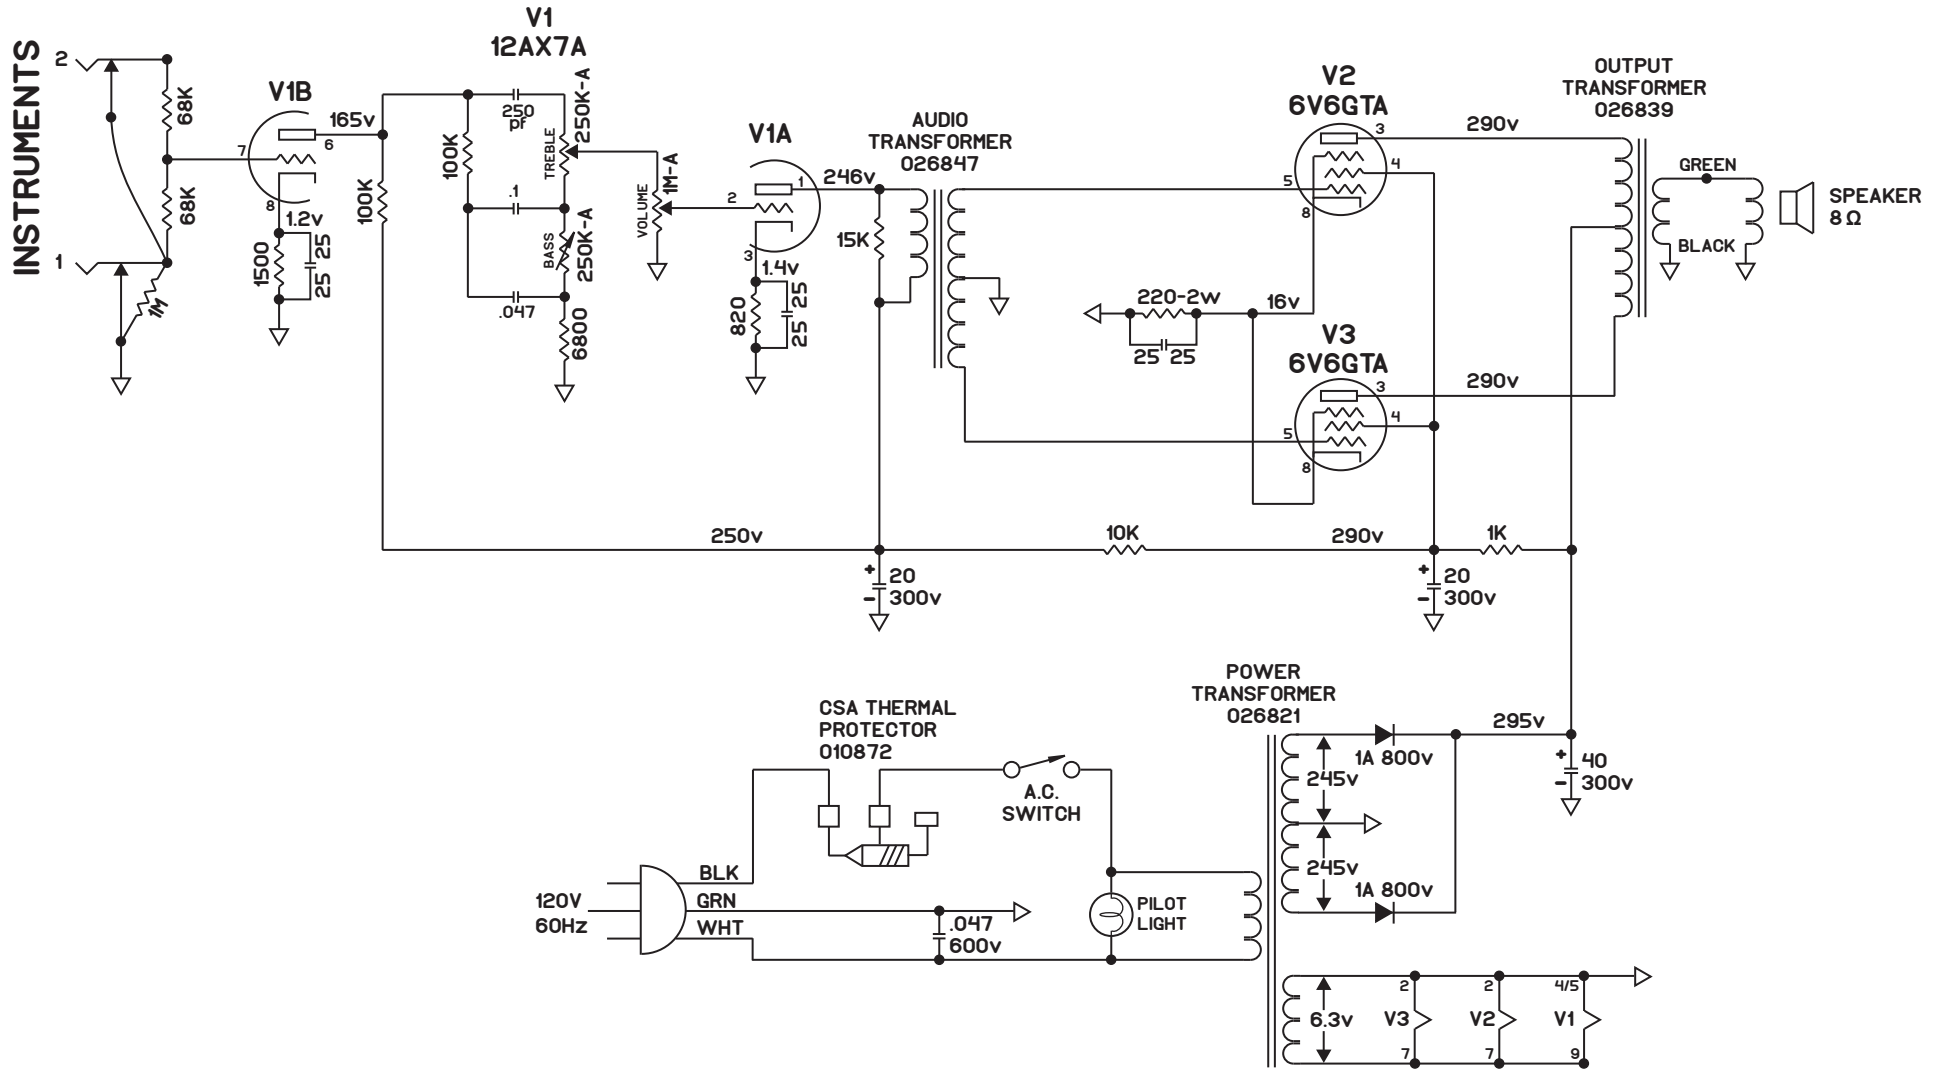 INSTRUMENTS
2
68K
68K
1
1M
V1B
165v
7
6
8
1.2v
1500
25 25
100K
V1
12AX7A
250
pf
250K-A
TREBLE
100K
.1
BASS
250K-A
.047
6800
VOLUME
1M-A
V1A
2
1
3
246v
1.4v
820
25 25
15K
AUDIO
TRANSFORMER
026847
V2
6V6GTA
3
4
5
8
290v
220-2w
16v
25 25
V3
6V6GTA
3
4
5
8
290v
OUTPUT
TRANSFORMER
026839
GREEN
BLACK
SPEAKER
8 Ω
250v
10K
290v
1K
+
-
20
300v
+
-
20
300v
POWER
TRANSFORMER
026821
295v
1A 800v
245v
245v
1A 800v
+
-
40
300v
CSA THERMAL
PROTECTOR
010872
A.C.
SWITCH
120V
60Hz
BLK
GRN
WHT
.047
600v
PILOT
LIGHT
6.3v
2
V3
7
2
V2
7
4/5
V1
9